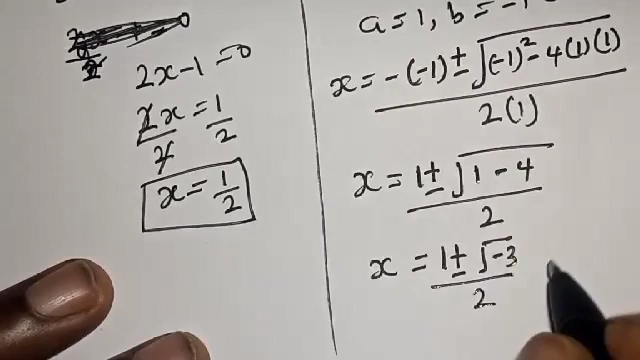 2x-1=0
2x/2 = 1/2
x = 1/2
a=1, b=-1
x = -(-1) ± √(-1)² - 4(1)(1) / 2(1)
x = 1 ± √1 - 4 / 2
x = 1 ± √-3 / 2